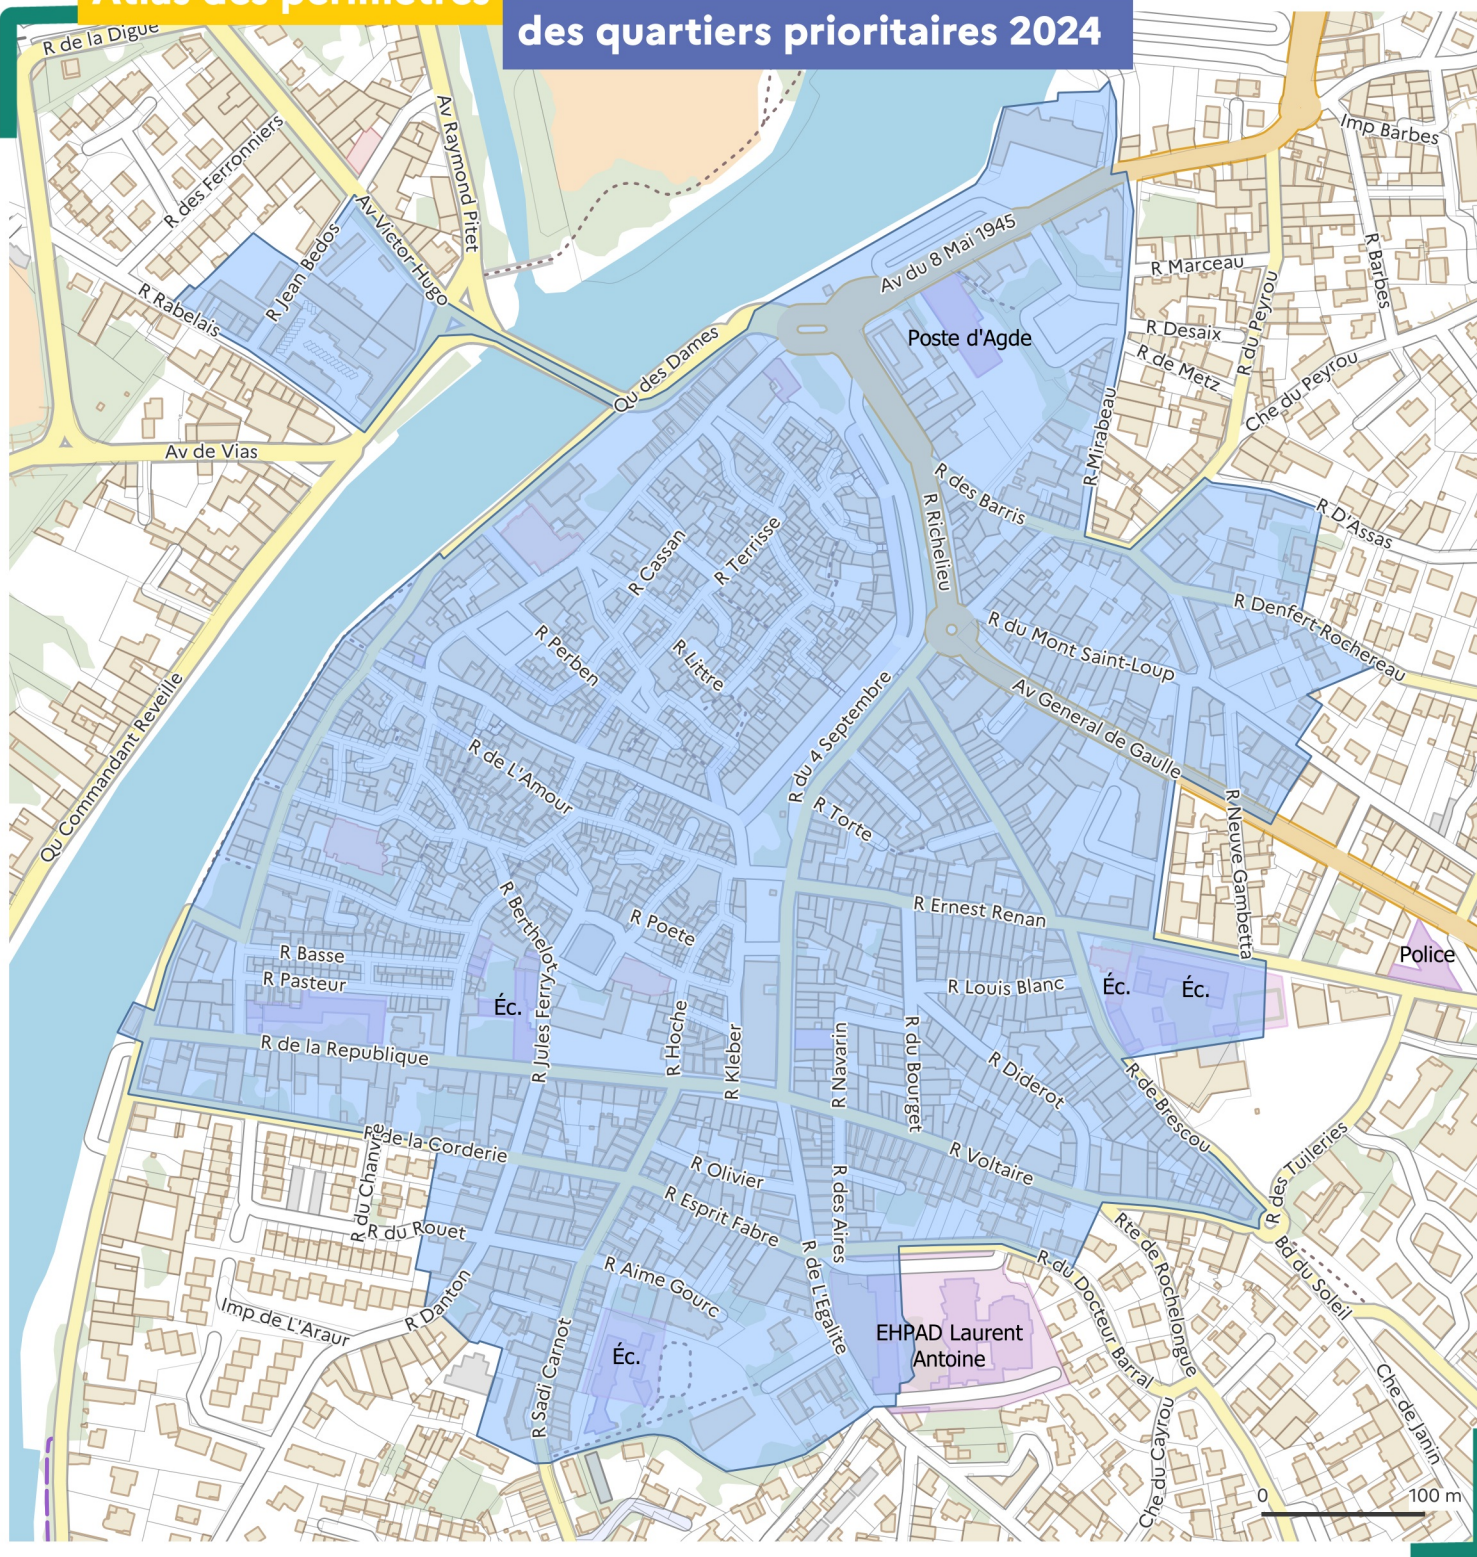 Atlas des périmètres
des quartiers prioritaires 2024
R de la Digue
R des Ferronniers
Av Raymond Pitet
Imp Barbes
Av Victor Hugo
R Jean Bedos
R Rabelais
Av du 8 Mai 1945
R Marceau
R Barbes
R du Peyrou
R Desaix
R de Metz
Poste d'Agde
Qu des Dames
Che du Peyrou
R Mirabeau
Av de Vias
R des Barris
R Richelieu
R D'Assas
R Cassan
R Terrisse
R Denfert-Rochereau
R Perben
R Littre
R du Mont Saint-Loup
Av General de Gaulle
Qu Commandant Reveille
R du 4 Septembre
R de L'Amour
R Torte
R Neuve Gambetta
R Berthelot
R Poete
R Ernest Renan
R Basse
R Pasteur
Police
Éc.
Éc.
Éc.
R Louis Blanc
R Jules Ferry
R de la Republique
R Hoche
R Kleber
R Navarin
R du Bourget
R Diderot
R de Brescou
R de la Corderie
R du Chanvre
R du Rouet
R Olivier
R Voltaire
R des Tuileries
R Esprit Fabre
R des Aires
R Aime Gourc
R de L'Egalite
R du Docteur Barral
Rte de Rochelongue
Bd du Soleil
Imp de L'Araur
R Danton
R Sadi Carnot
Éc.
EHPAD Laurent
Antoine
Che de Janin
Che du Cayrou
0
100 m